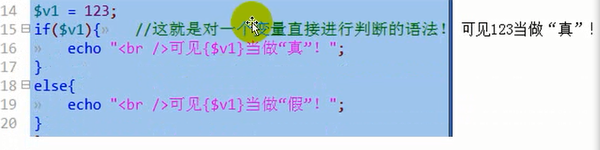 14 $v1 = 123;
15 if($v1){» //这就是对一个变量直接进行判断的语法! 可见123当做“真”!
16 » echo "<br />可见{$v1}当做“真”! ";
17 }
18 else{
19 » echo "<br />可见{$v1}当做“假”! ";
20 }